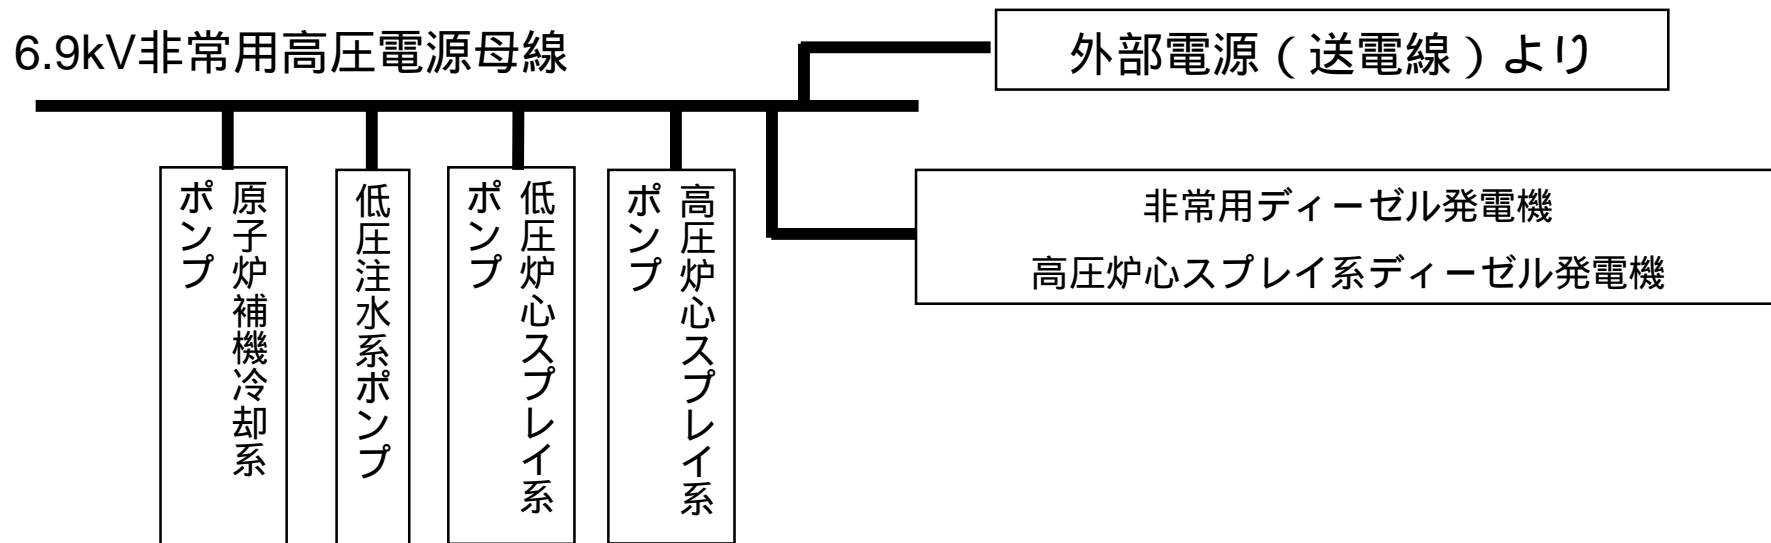 6.9kV非常用高圧電源母線
外部電源（送電線）より
原子炉補機冷却系
ポンプ
低圧注水系ポンプ
低圧炉心スプレイ系
ポンプ
高圧炉心スプレイ系
ポンプ
非常用ディーゼル発電機
高圧炉心スプレイ系ディーゼル発電機